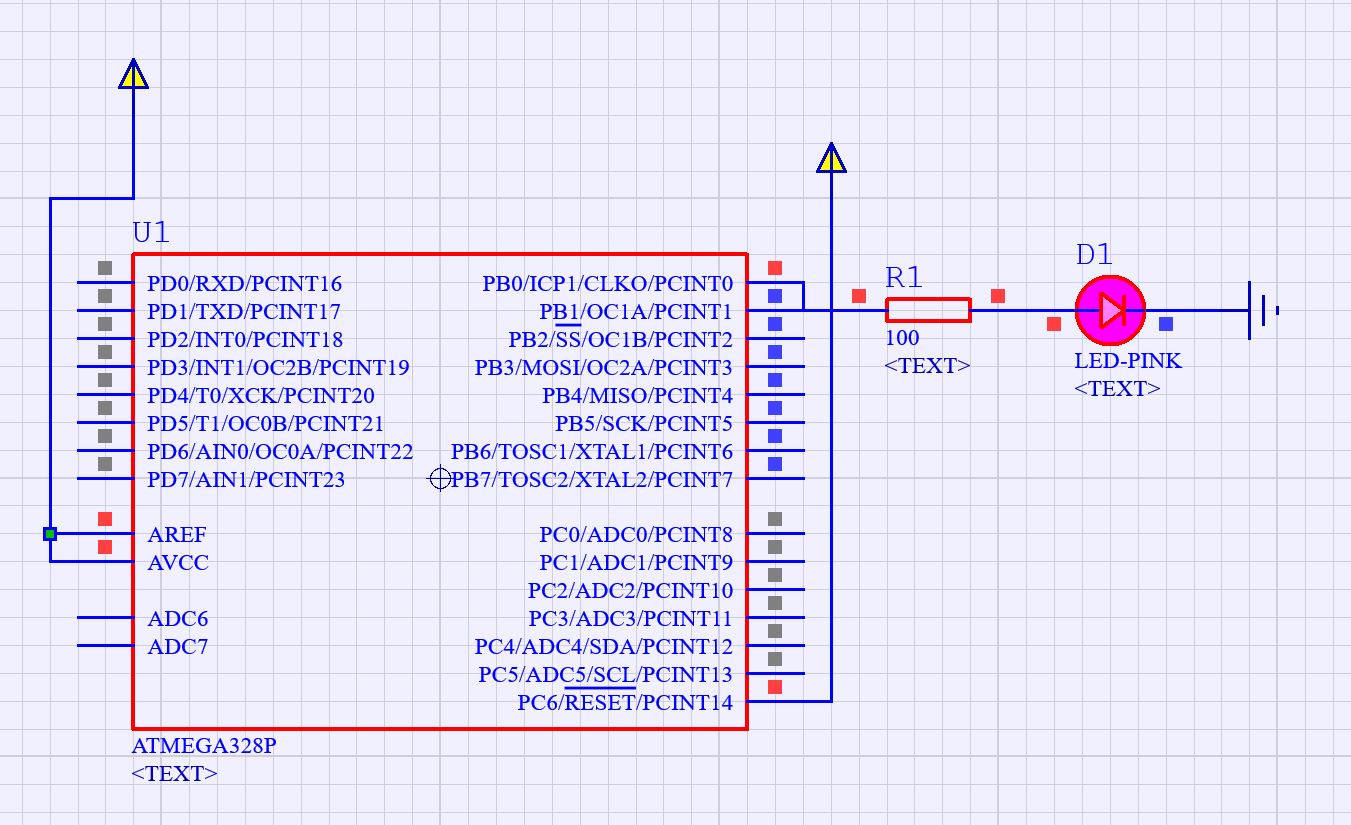 U1
PD0/RXD/PCINT16
PD1/TXD/PCINT17
PD2/INT0/PCINT18
PD3/INT1/OC2B/PCINT19
PD4/T0/XCK/PCINT20
PD5/T1/OC0B/PCINT21
PD6/AIN0/OC0A/PCINT22
PD7/AIN1/PCINT23
AREF
AVCC
ADC6
ADC7
PB0/ICP1/CLKO/PCINT0
PB1/OC1A/PCINT1
PB2/SS/OC1B/PCINT2
PB3/MOSI/OC2A/PCINT3
PB4/MISO/PCINT4
PB5/SCK/PCINT5
PB6/TOSC1/XTAL1/PCINT6
PB7/TOSC2/XTAL2/PCINT7
PC0/ADC0/PCINT8
PC1/ADC1/PCINT9
PC2/ADC2/PCINT10
PC3/ADC3/PCINT11
PC4/ADC4/SDA/PCINT12
PC5/ADC5/SCL/PCINT13
PC6/RESET/PCINT14
ATMEGA328P
<TEXT>
R1
100
<TEXT>
D1
LED-PINK
<TEXT>